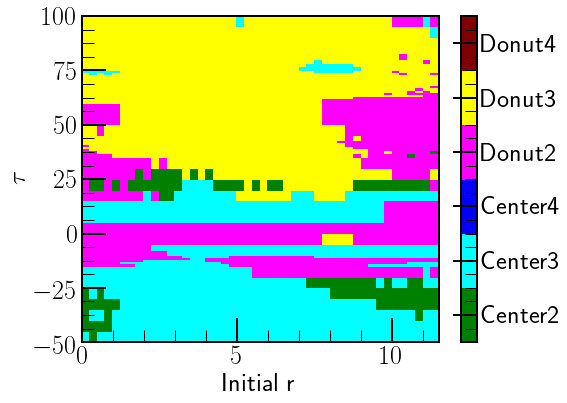 100
75
50
25
0
−25
−50
τ
0
5
10
Initial r
Donut4
Donut3
Donut2
Center4
Center3
Center2